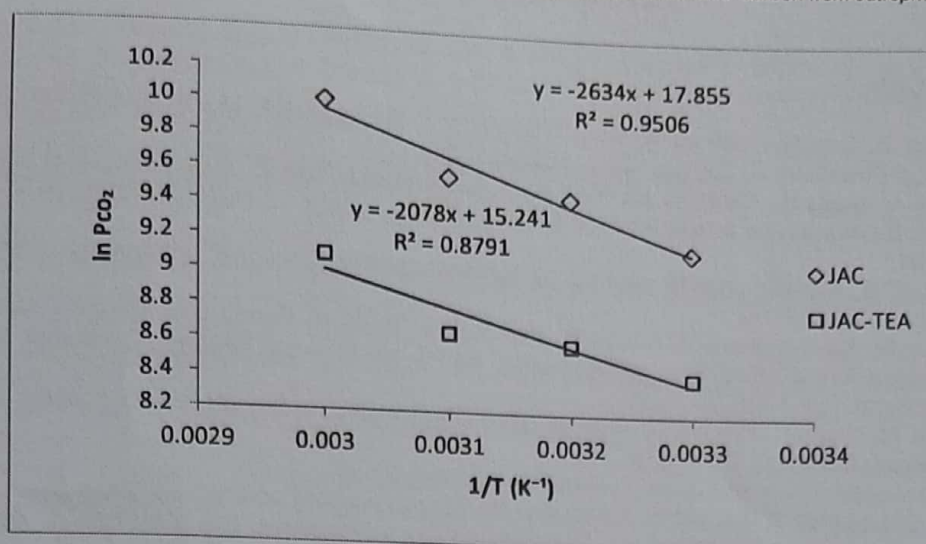 10.2
10
9.8
9.6
9.4
9.2
9
8.8
8.6
8.4
8.2
ln Pco₂
y = -2634x + 17.855
R² = 0.9506
y = -2078x + 15.241
R² = 0.8791
◇JAC
□JAC-TEA
0.0029 0.003 0.0031 0.0032 0.0033 0.0034
1/T (K⁻¹)